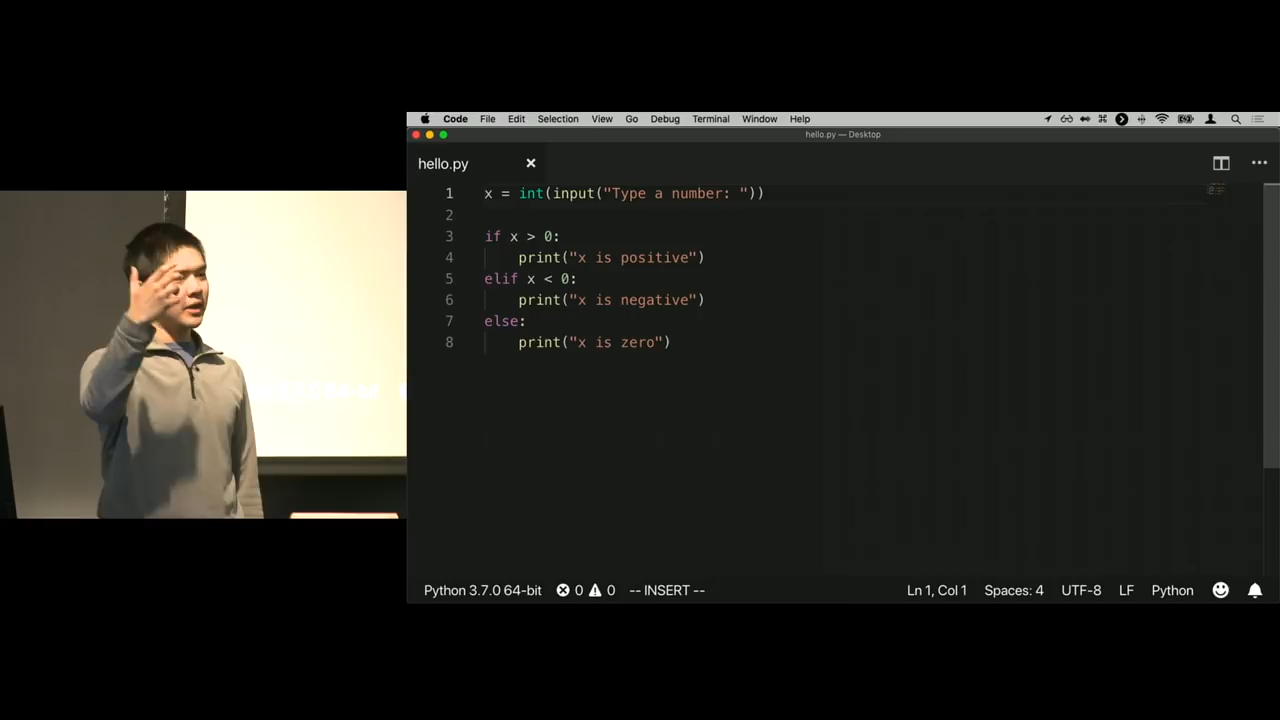 Code File Edit Selection View Go Debug Terminal Window Help
hello.py — Desktop
hello.py
1 x = int(input("Type a number: "))
2
3 if x > 0:
4     print("x is positive")
5 elif x < 0:
6     print("x is negative")
7 else:
8     print("x is zero")
Python 3.7.0 64-bit 0 0 -- INSERT -- Ln 1, Col 1 Spaces: 4 UTF-8 LF Python